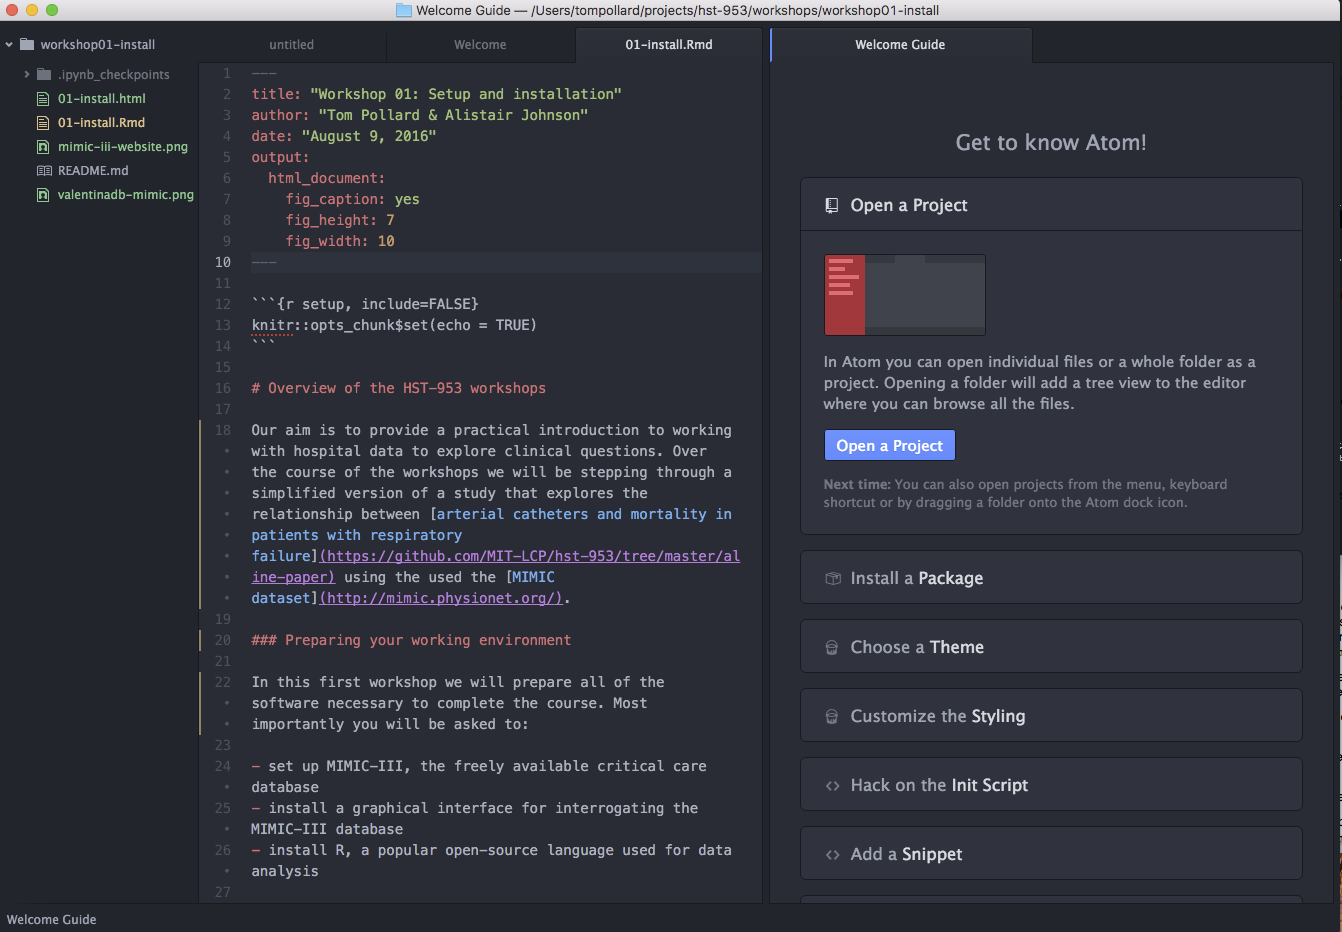 Welcome Guide — /Users/tompollard/projects/hst-953/workshops/workshop01-install
workshop01-install
.ipynb_checkpoints
01-install.html
01-install.Rmd
mimic-iii-website.png
README.md
valentinadb-mimic.png
untitled
Welcome
01-install.Rmd
1 ---
2 title: "Workshop 01: Setup and installation"
3 author: "Tom Pollard & Alistair Johnson"
4 date: "August 9, 2016"
5 output:
6 html_document:
7 fig_caption: yes
8 fig_height: 7
9 fig_width: 10
10 ---
11
12 ```{r setup, include=FALSE}
13 knitr::opts_chunk$set(echo = TRUE)
14 ```
15
16 # Overview of the HST-953 workshops
17
18 Our aim is to provide a practical introduction to working
• with hospital data to explore clinical questions. Over
• the course of the workshops we will be stepping through a
• simplified version of a study that explores the
• relationship between [arterial catheters and mortality in
• patients with respiratory
• failure](https://github.com/MIT-LCP/hst-953/tree/master/al
• ine-paper) using the used the [MIMIC
• dataset](http://mimic.physionet.org/).
19
20 ### Preparing your working environment
21
22 In this first workshop we will prepare all of the
• software necessary to complete the course. Most
• importantly you will be asked to:
23
24 - set up MIMIC-III, the freely available critical care
• database
25 - install a graphical interface for interrogating the
• MIMIC-III database
26 - install R, a popular open-source language used for data
• analysis
27
Welcome Guide
Get to know Atom!
Open a Project
In Atom you can open individual files or a whole folder as a
project. Opening a folder will add a tree view to the editor
where you can browse all the files.
Open a Project
Next time: You can also open projects from the menu, keyboard
shortcut or by dragging a folder onto the Atom dock icon.
Install a Package
Choose a Theme
Customize the Styling
Hack on the Init Script
Add a Snippet
Welcome Guide